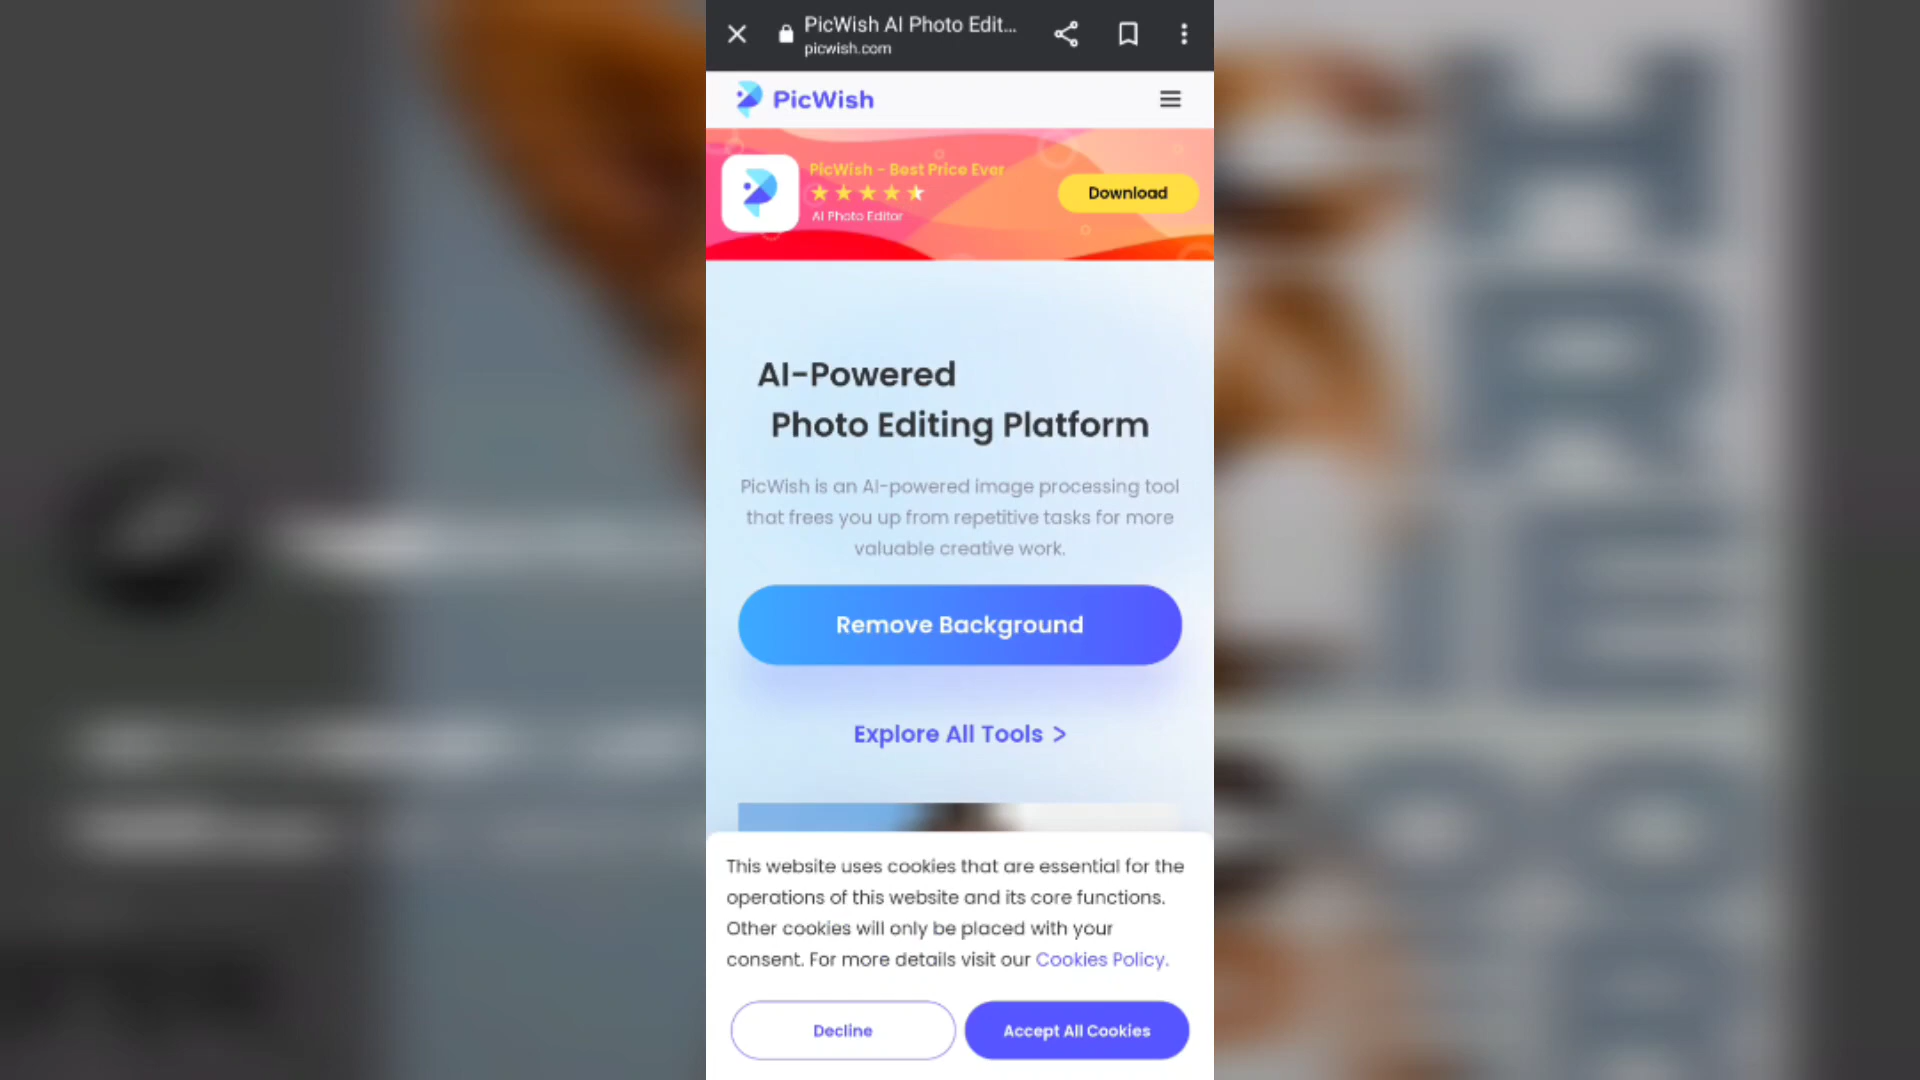 PicWish AI Photo Edit...
picwish.com
PicWish
PicWish - Best Price Ever
AI Photo Editor
Download
AI-Powered
Photo Editing Platform
PicWish is an AI-powered image processing tool
that frees you up from repetitive tasks for more
valuable creative work.
Remove Background
Explore All Tools >
This website uses cookies that are essential for the
operations of this website and its core functions.
Other cookies will only be placed with your
consent. For more details visit our Cookies Policy.
Decline
Accept All Cookies